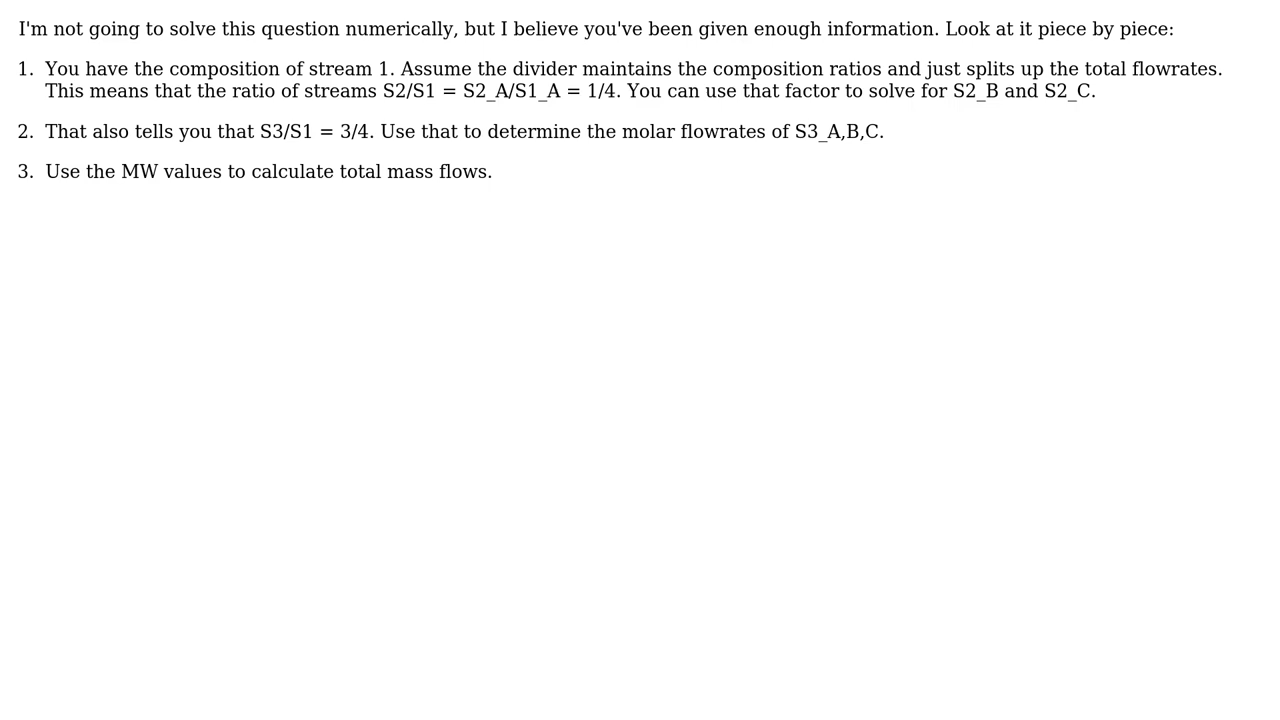 I'm not going to solve this question numerically, but I believe you've been given enough information. Look at it piece by piece:
1. You have the composition of stream 1. Assume the divider maintains the composition ratios and just splits up the total flowrates.
This means that the ratio of streams S2/S1 = S2_A/S1_A = 1/4. You can use that factor to solve for S2_B and S2_C.
2. That also tells you that S3/S1 = 3/4. Use that to determine the molar flowrates of S3_A,B,C.
3. Use the MW values to calculate total mass flows.